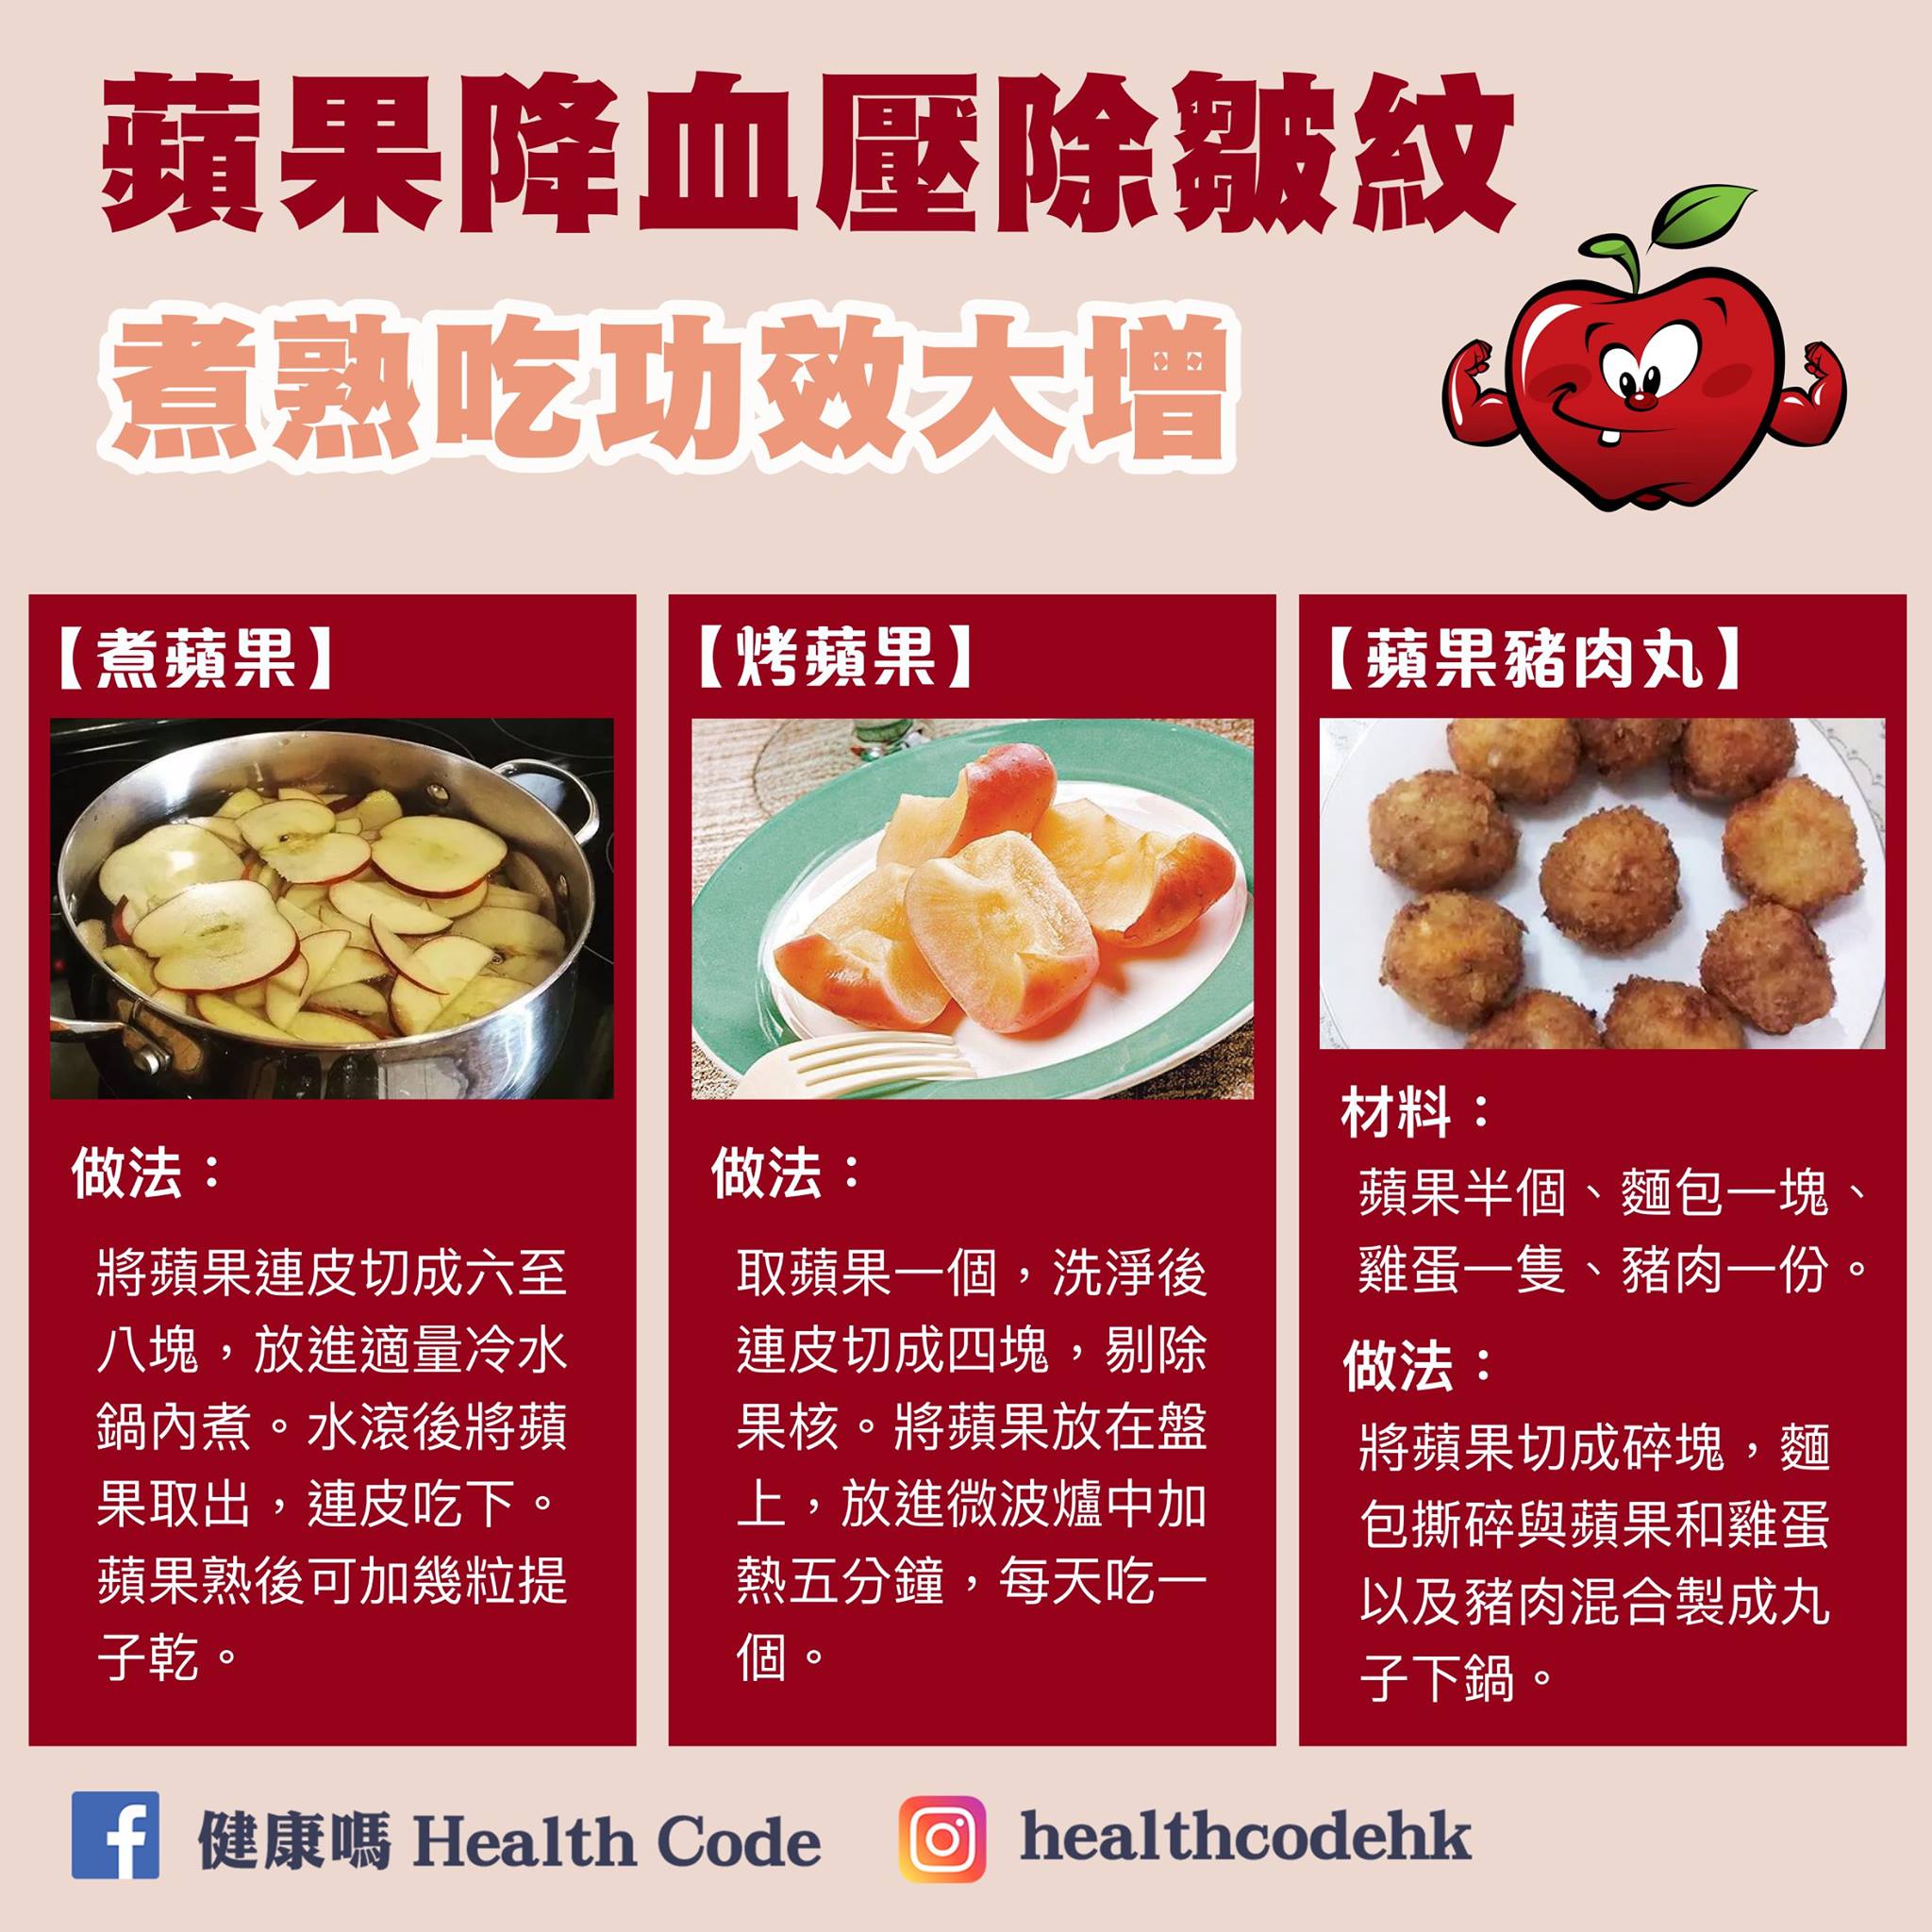 蘋果降血壓除皺紋
煮熟吃功效大增
【煮蘋果】
做法：
將蘋果連皮切成六至
八塊，放進適量冷水
鍋內煮。水滾後將蘋
果取出，連皮吃下。
蘋果熟後可加幾粒提
子乾。
【烤蘋果】
做法：
取蘋果一個，洗淨後
連皮切成四塊，剔除
果核。將蘋果放在盤
上，放進微波爐中加
熱五分鐘，每天吃一
個。
【蘋果豬肉丸】
材料：
蘋果半個、麵包一塊、
雞蛋一隻、豬肉一份。
做法：
將蘋果切成碎塊，麵
包撕碎與蘋果和雞蛋
以及豬肉混合製成丸
子下鍋。
健康嗎 Health Code
healthcodehk